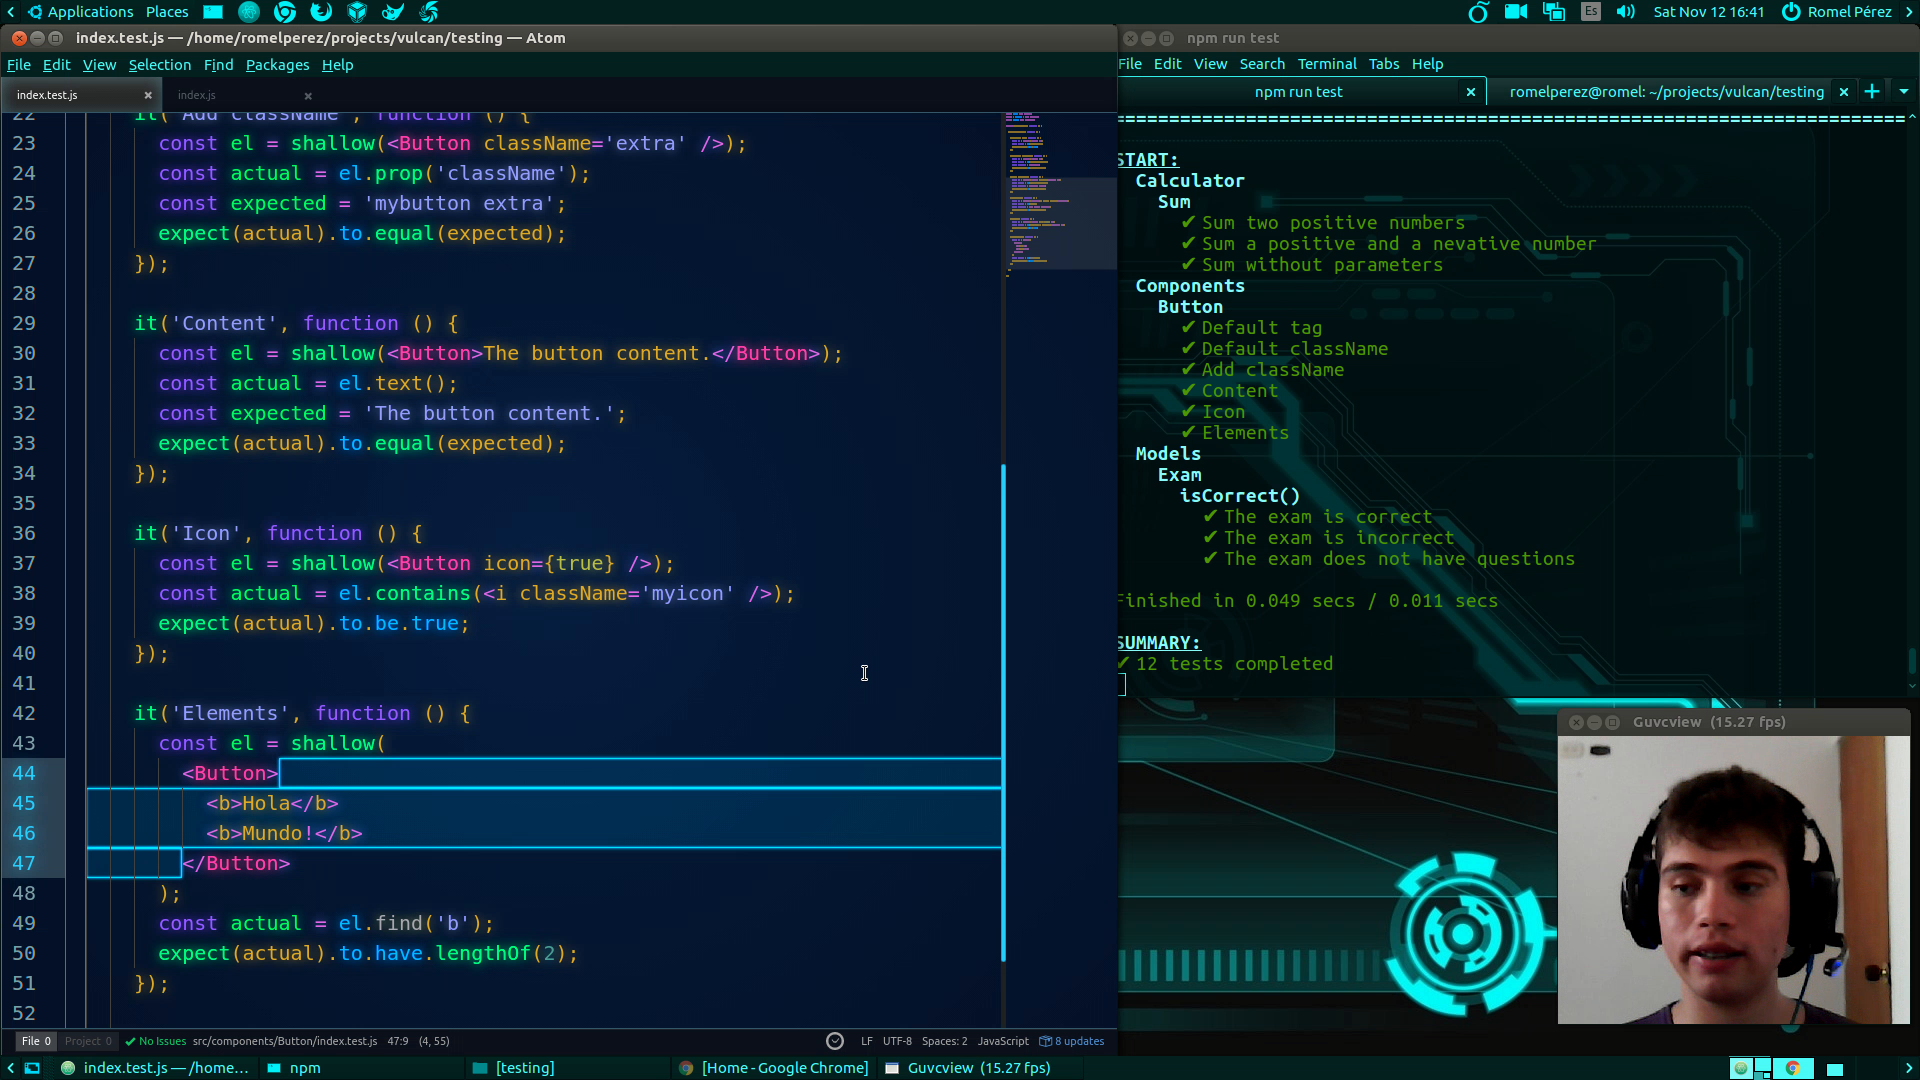 Applications Places
Es
Sat Nov 12 16:41
Romel Pérez
index.test.js — /home/romelperez/projects/vulcan/testing — Atom
File Edit View Selection Find Packages Help
index.test.js
index.js
22 it('Add className', function () {
23 const el = shallow(<Button className='extra' />);
24 const actual = el.prop('className');
25 const expected = 'mybutton extra';
26 expect(actual).to.equal(expected);
27 });
28
29 it('Content', function () {
30 const el = shallow(<Button>The button content.</Button>);
31 const actual = el.text();
32 const expected = 'The button content.';
33 expect(actual).to.equal(expected);
34 });
35
36 it('Icon', function () {
37 const el = shallow(<Button icon={true} />);
38 const actual = el.contains(<i className='myicon' />);
39 expect(actual).to.be.true;
40 });
41
42 it('Elements', function () {
43 const el = shallow(
44 <Button>
45 <b>Hola</b>
46 <b>Mundo!</b>
47 </Button>
48 );
49 const actual = el.find('b');
50 expect(actual).to.have.lengthOf(2);
51 });
52
File 0 Project 0 ✓ No Issues src/components/Button/index.test.js 47:9 (4, 55)
LF UTF-8 Spaces: 2 JavaScript 8 updates
npm run test
File Edit View Search Terminal Tabs Help
npm run test
romelperez@romel: ~/projects/vulcan/testing
START:
Calculator
Sum
✔ Sum two positive numbers
✔ Sum a positive and a nevative number
✔ Sum without parameters
Components
Button
✔ Default tag
✔ Default className
✔ Add className
✔ Content
✔ Icon
✔ Elements
Models
Exam
isCorrect()
✔ The exam is correct
✔ The exam is incorrect
✔ The exam does not have questions
Finished in 0.049 secs / 0.011 secs
SUMMARY:
✔ 12 tests completed
Guvcview (15.27 fps)
index.test.js — /home...
npm
[testing]
[Home - Google Chrome]
Guvcview (15.27 fps)